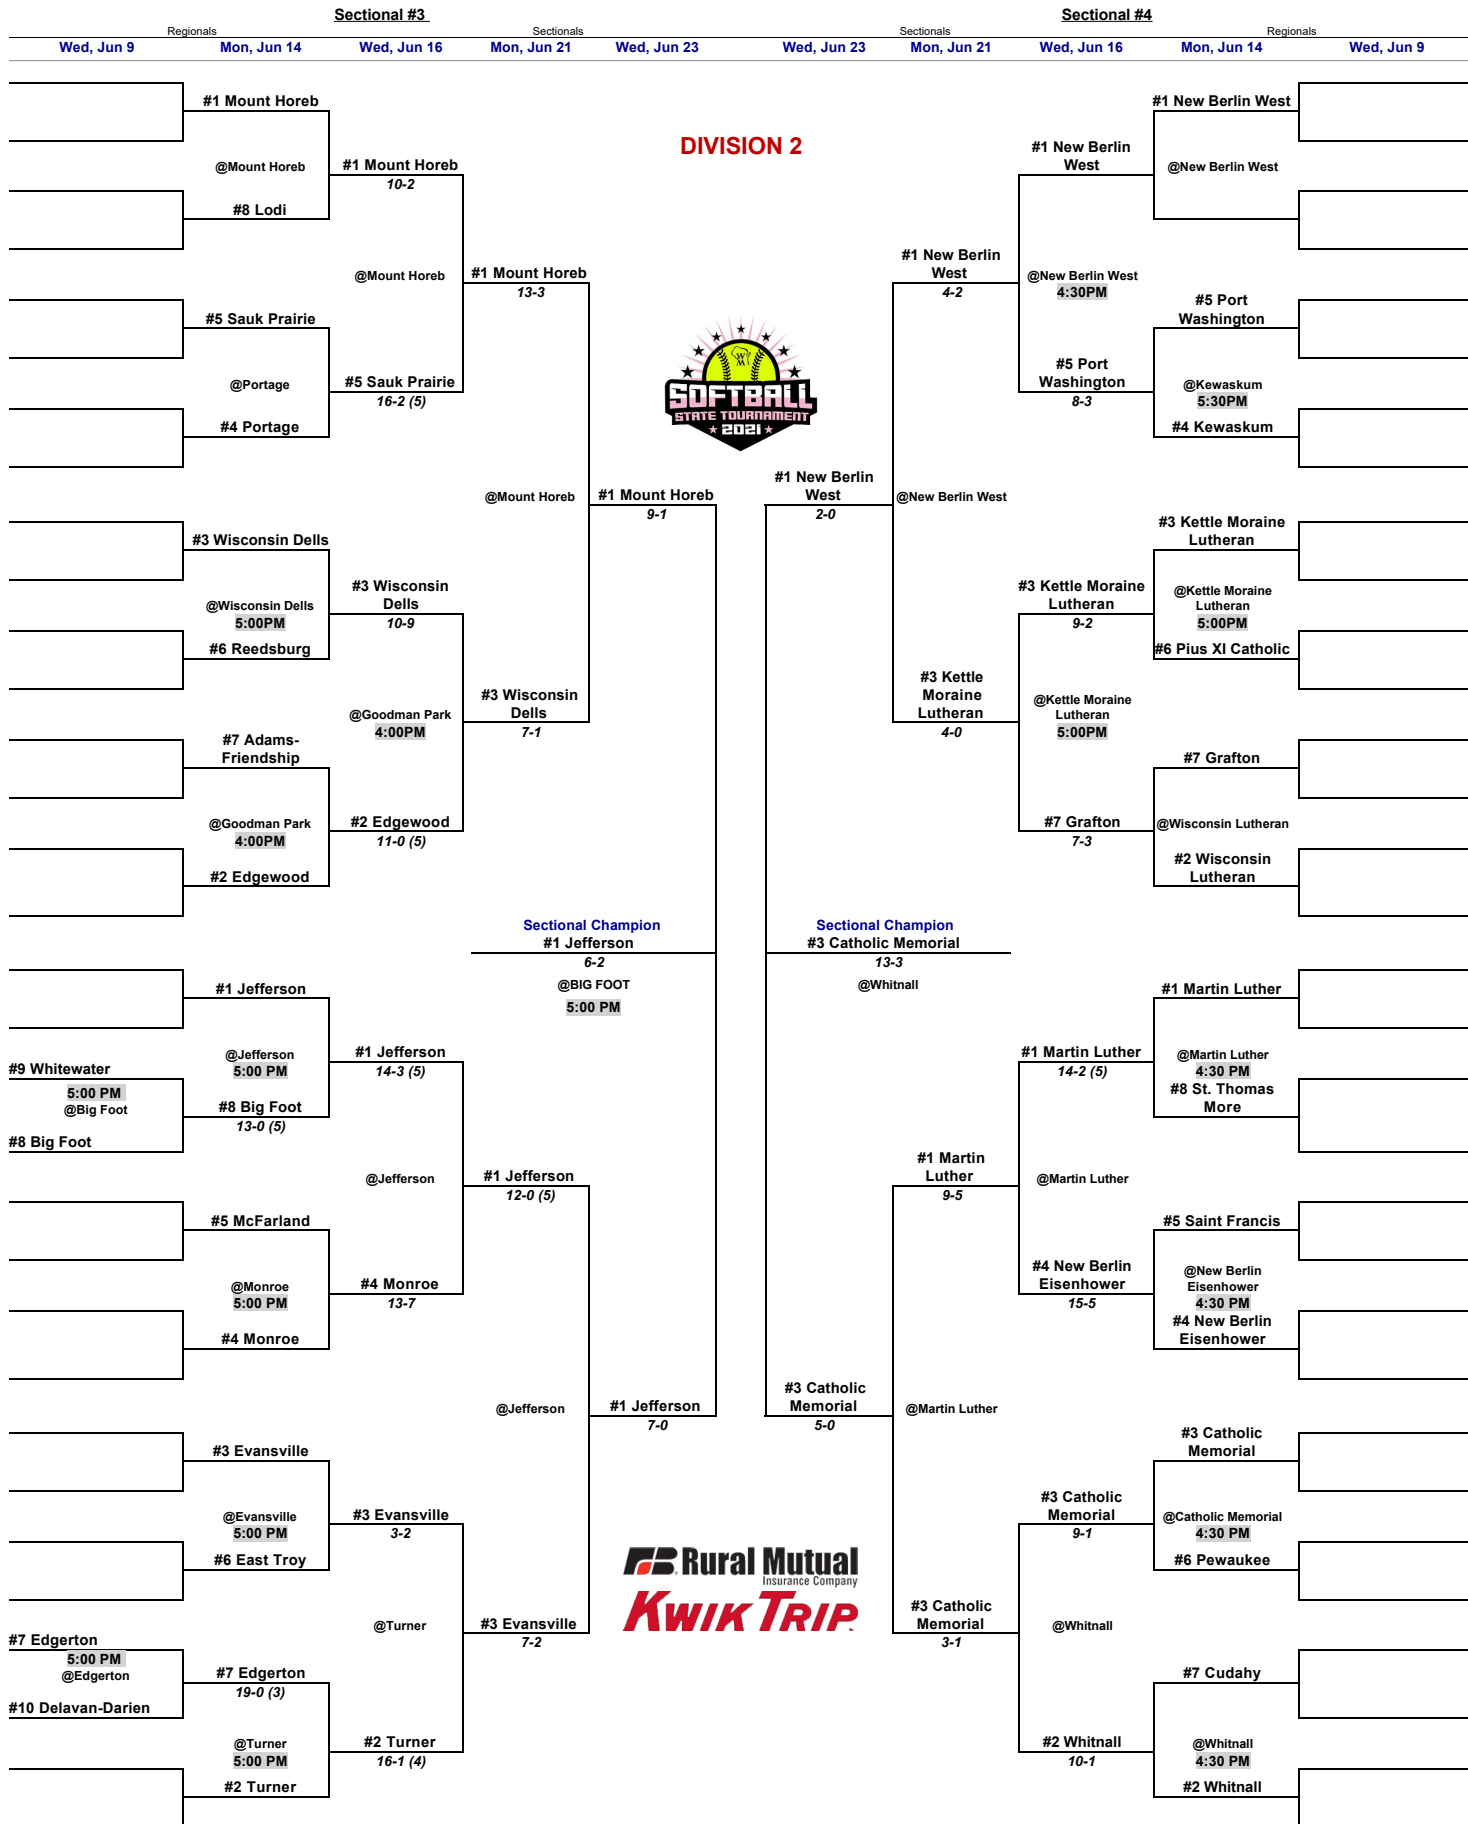 Sectional #3
Sectional #4
Regionals
Sectionals
Sectionals
Regionals
Wed, Jun 9
Mon, Jun 14
Wed, Jun 16
Mon, Jun 21
Wed, Jun 23
Wed, Jun 23
Mon, Jun 21
Wed, Jun 16
Mon, Jun 14
Wed, Jun 9
DIVISION 2
#1 Mount Horeb
@Mount Horeb
#8 Lodi
#1 Mount Horeb
10-2
@Mount Horeb
#5 Sauk Prairie
@Portage
#4 Portage
#5 Sauk Prairie
16-2 (5)
#1 Mount Horeb
13-3
@Mount Horeb
#1 Mount Horeb
9-1
#3 Wisconsin Dells
@Wisconsin Dells
5:00PM
#6 Reedsburg
#3 Wisconsin
Dells
10-9
@Goodman Park
4:00PM
#3 Wisconsin
Dells
7-1
#7 Adams-
Friendship
@Goodman Park
4:00PM
#2 Edgewood
#2 Edgewood
11-0 (5)
Sectional Champion
#1 Jefferson
6-2
@BIG FOOT
5:00 PM
#1 Jefferson
@Jefferson
5:00 PM
#9 Whitewater
5:00 PM
@Big Foot
#8 Big Foot
#8 Big Foot
13-0 (5)
#1 Jefferson
14-3 (5)
@Jefferson
#1 Jefferson
12-0 (5)
#5 McFarland
@Monroe
5:00 PM
#4 Monroe
#4 Monroe
13-7
@Jefferson
#1 Jefferson
7-0
#3 Evansville
@Evansville
5:00 PM
#6 East Troy
#3 Evansville
3-2
@Turner
#3 Evansville
7-2
#7 Edgerton
5:00 PM
@Edgerton
#10 Delavan-Darien
#7 Edgerton
19-0 (3)
@Turner
5:00 PM
#2 Turner
#2 Turner
16-1 (4)
WM
SOFTBALL
STATE TOURNAMENT
2021
#1 New Berlin West
@New Berlin West
#1 New Berlin
West
@New Berlin West
4:30PM
#1 New Berlin
West
4-2
#5 Port
Washington
@Kewaskum
5:30PM
#4 Kewaskum
#5 Port
Washington
8-3
#1 New Berlin
West
2-0
@New Berlin West
#3 Kettle Moraine
Lutheran
@Kettle Moraine
Lutheran
5:00PM
#6 Pius XI Catholic
#3 Kettle Moraine
Lutheran
9-2
@Kettle Moraine
Lutheran
5:00PM
#3 Kettle
Moraine
Lutheran
4-0
#7 Grafton
@Wisconsin Lutheran
#2 Wisconsin
Lutheran
#7 Grafton
7-3
Sectional Champion
#3 Catholic Memorial
13-3
@Whitnall
#1 Martin Luther
@Martin Luther
4:30 PM
#8 St. Thomas
More
#1 Martin Luther
14-2 (5)
@Martin Luther
#1 Martin
Luther
9-5
#5 Saint Francis
@New Berlin
Eisenhower
4:30 PM
#4 New Berlin
Eisenhower
#4 New Berlin
Eisenhower
15-5
#3 Catholic
Memorial
5-0
@Martin Luther
#3 Catholic
Memorial
@Catholic Memorial
4:30 PM
#6 Pewaukee
#3 Catholic
Memorial
9-1
@Whitnall
#3 Catholic
Memorial
3-1
#7 Cudahy
@Whitnall
4:30 PM
#2 Whitnall
#2 Whitnall
10-1
FB Rural Mutual
Insurance Company
KWIK TRIP